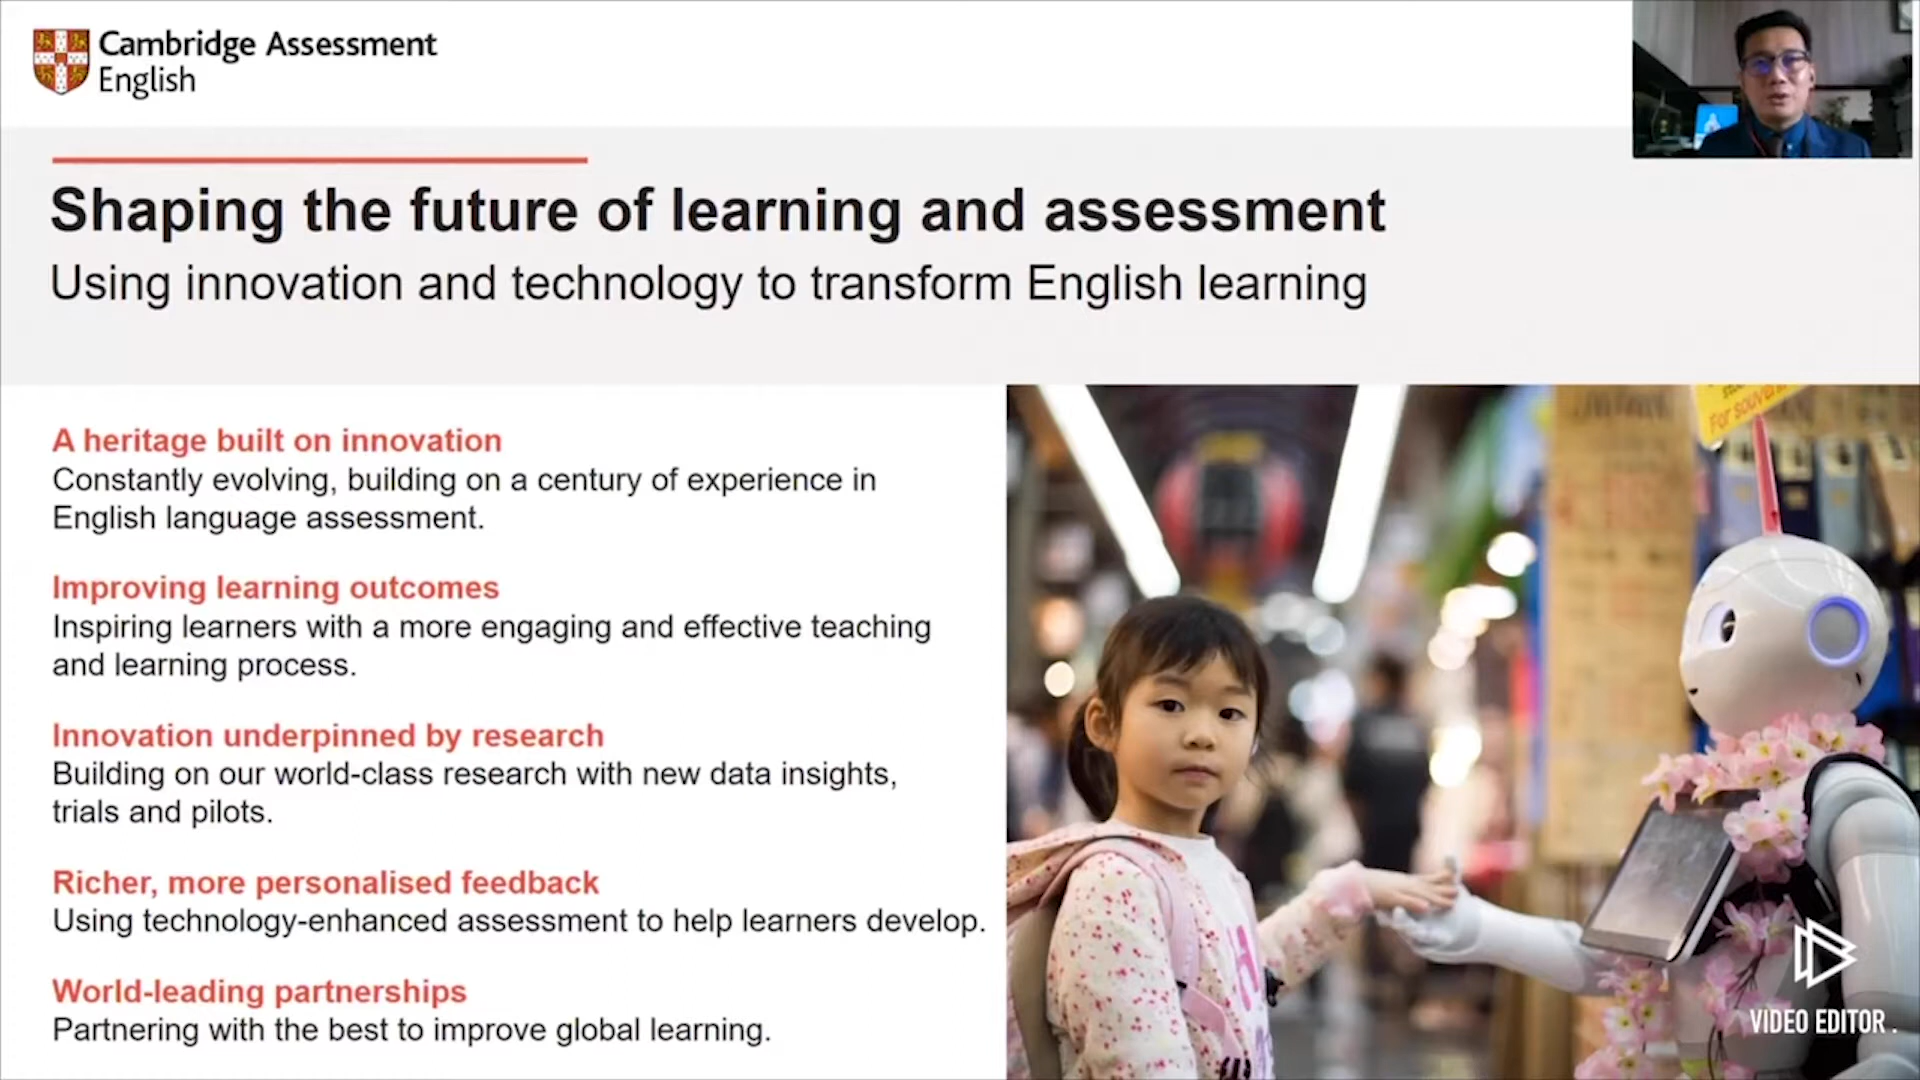 Cambridge Assessment
English
Shaping the future of learning and assessment
Using innovation and technology to transform English learning
A heritage built on innovation
Constantly evolving, building on a century of experience in
English language assessment.
Improving learning outcomes
Inspiring learners with a more engaging and effective teaching
and learning process.
Innovation underpinned by research
Building on our world-class research with new data insights,
trials and pilots.
Richer, more personalised feedback
Using technology-enhanced assessment to help learners develop.
World-leading partnerships
Partnering with the best to improve global learning.
For
VIDEO EDITOR .